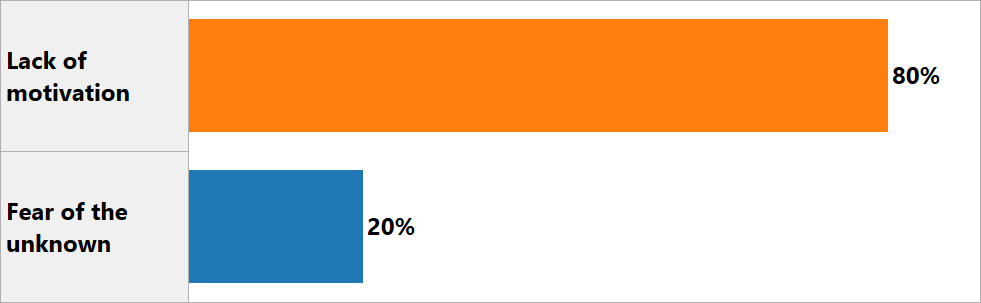 Lack of
motivation
80%
Fear of the
unknown
20%